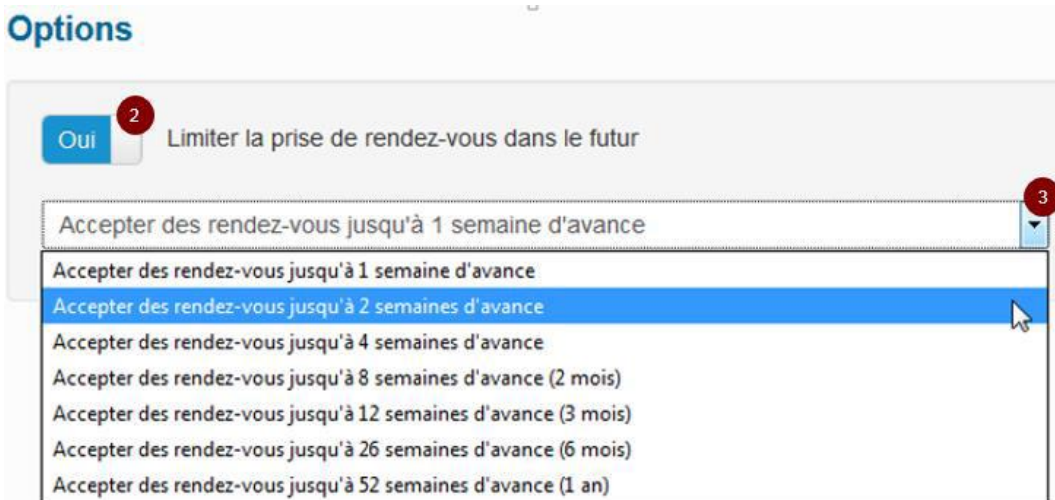 Options
2
Oui Limiter la prise de rendez-vous dans le futur
3
Accepter des rendez-vous jusqu'à 1 semaine d'avance
Accepter des rendez-vous jusqu'à 1 semaine d'avance
Accepter des rendez-vous jusqu'à 2 semaines d'avance
Accepter des rendez-vous jusqu'à 4 semaines d'avance
Accepter des rendez-vous jusqu'à 8 semaines d'avance (2 mois)
Accepter des rendez-vous jusqu'à 12 semaines d'avance (3 mois)
Accepter des rendez-vous jusqu'à 26 semaines d'avance (6 mois)
Accepter des rendez-vous jusqu'à 52 semaines d'avance (1 an)